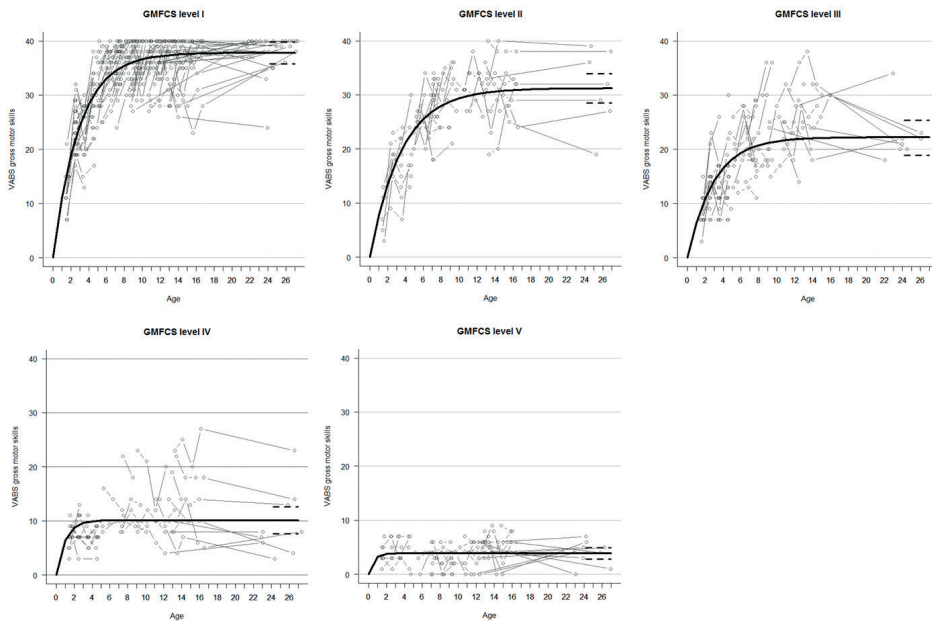 GMFCS level I
VABS gross motor skills
40
30
20
10
0
0 2 4 6 8 10 12 14 16 18 20 22 24 26
Age
GMFCS level II
VABS gross motor skills
40
30
20
10
0
0 2 4 6 8 10 12 14 16 18 20 22 24 26
Age
GMFCS level III
VABS gross motor skills
40
30
20
10
0
0 2 4 6 8 10 12 14 16 18 20 22 24 26
Age
GMFCS level IV
VABS gross motor skills
40
30
20
10
0
0 2 4 6 8 10 12 14 16 18 20 22 24 26
Age
GMFCS level V
VABS gross motor skills
40
30
20
10
0
0 2 4 6 8 10 12 14 16 18 20 22 24 26
Age